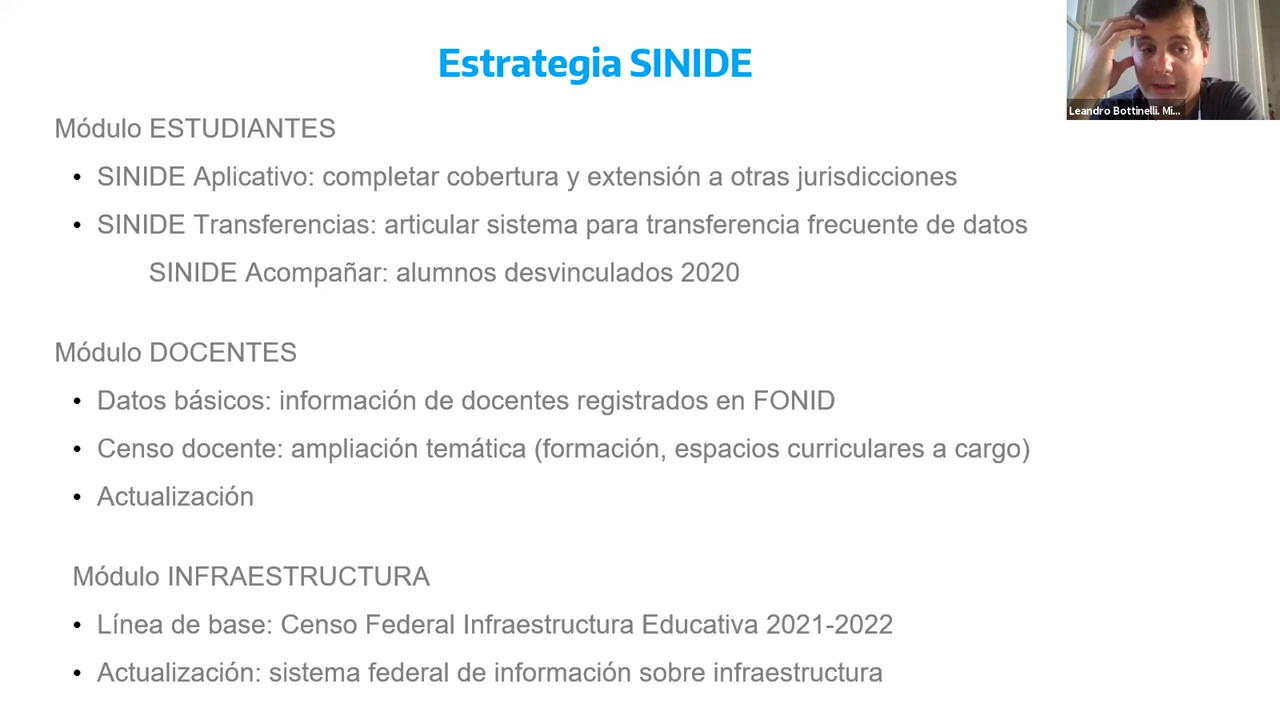 Estrategia SINIDE
Leandro Bottinelli. Mi...
Módulo ESTUDIANTES
• SINIDE Aplicativo: completar cobertura y extensión a otras jurisdicciones
• SINIDE Transferencias: articular sistema para transferencia frecuente de datos
SINIDE Acompañar: alumnos desvinculados 2020
Módulo DOCENTES
• Datos básicos: información de docentes registrados en FONID
• Censo docente: ampliación temática (formación, espacios curriculares a cargo)
• Actualización
Módulo INFRAESTRUCTURA
• Línea de base: Censo Federal Infraestructura Educativa 2021-2022
• Actualización: sistema federal de información sobre infraestructura